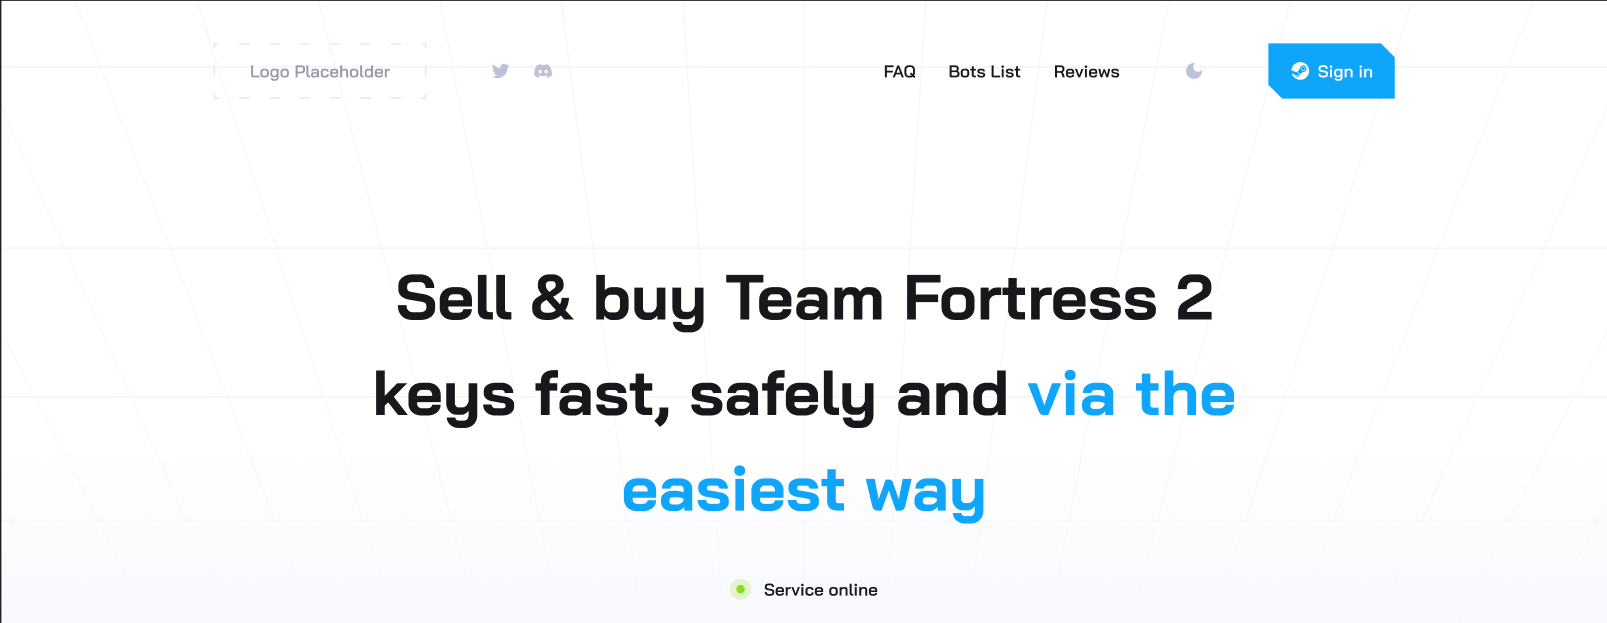 Logo Placeholder
FAQ
Bots List
Reviews
Sign in
Sell & buy Team Fortress 2
keys fast, safely and via the
easiest way
Service online